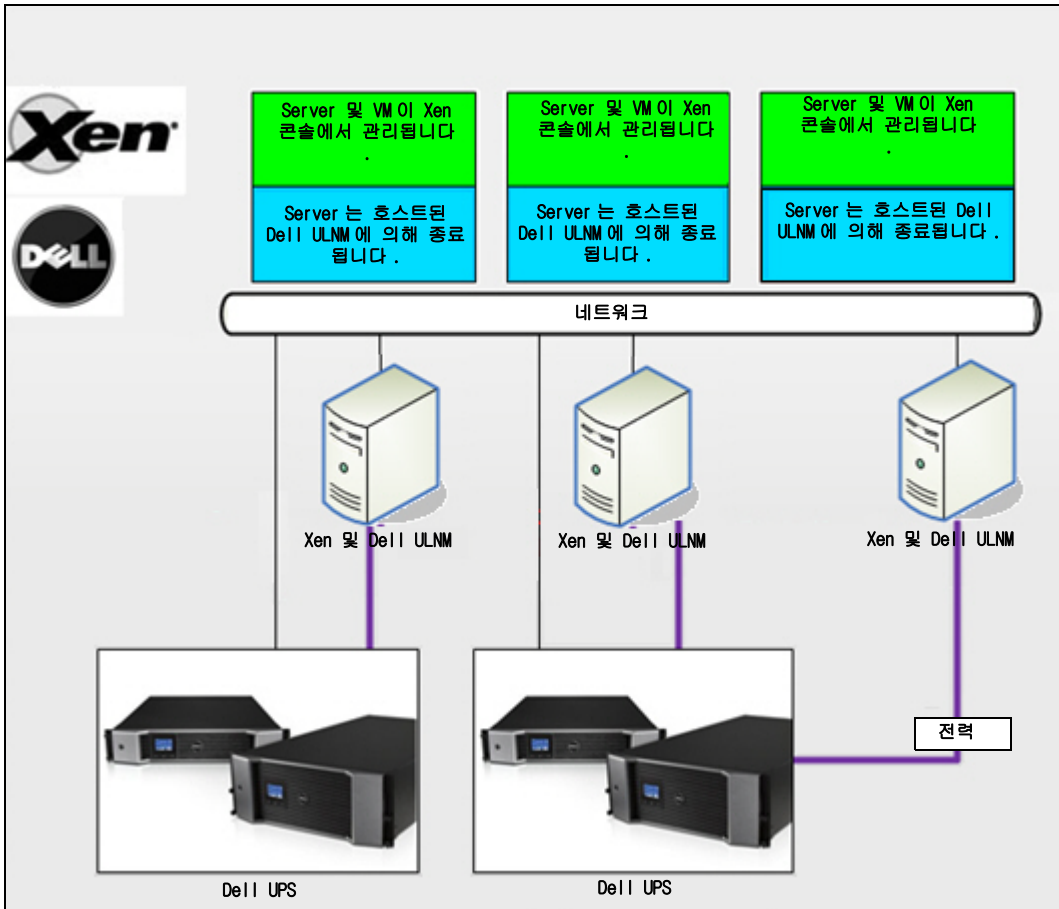 Xen
DELL
Server 및 VM이 Xen
콘솔에서 관리됩니다
.
Server는 호스트된
Dell ULNM에 의해 종료
됩니다.
Server 및 VM이 Xen
콘솔에서 관리됩니다
.
Server는 호스트된
Dell ULNM에 의해 종료
됩니다.
Server 및 VM이 Xen
콘솔에서 관리됩니다
.
Server는 호스트된 Dell
ULNM에 의해 종료됩니다.
네트워크
Xen 및 Dell ULNM
Xen 및 Dell ULNM
Xen 및 Dell ULNM
전력
Dell UPS
Dell UPS